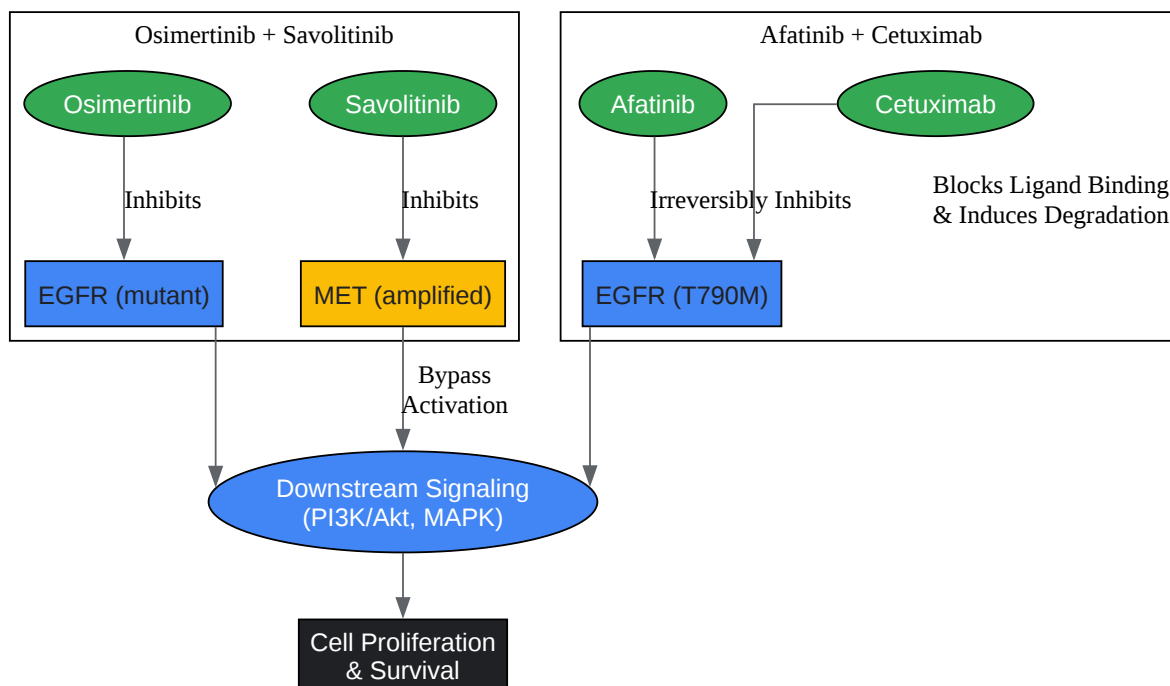 Osimertinib + Savolitinib
Afatinib + Cetuximab
Osimertinib
Savolitinib
Afatinib
Cetuximab
Inhibits
Inhibits
Irreversibly Inhibits
Blocks Ligand Binding
& Induces Degradation
EGFR (mutant)
MET (amplified)
EGFR (T790M)
Bypass
Activation
Downstream Signaling
(PI3K/Akt, MAPK)
Cell Proliferation
& Survival